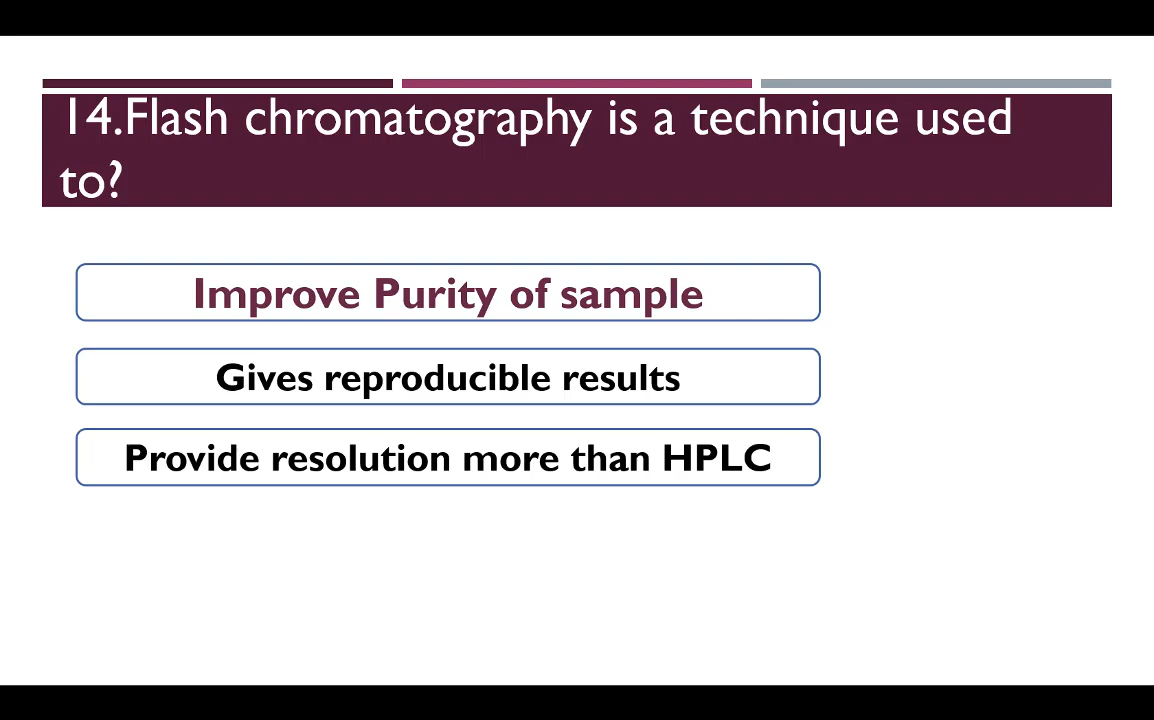 14.Flash chromatography is a technique used
to?
Improve Purity of sample
Gives reproducible results
Provide resolution more than HPLC